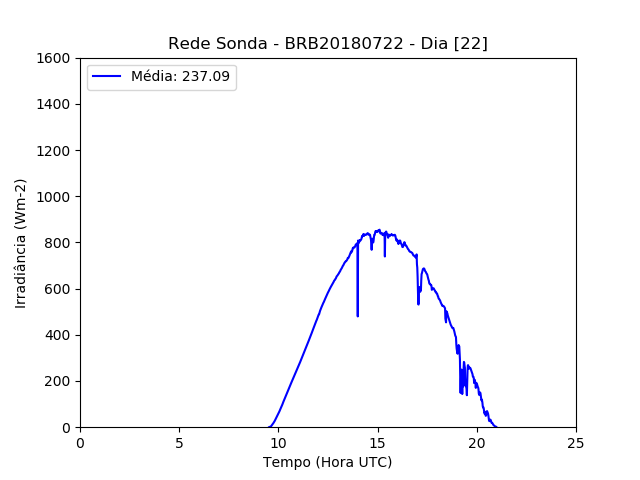 Rede Sonda - BRB20180722 - Dia [22]
Média: 237.09
Irradiância (Wm-2)
1600
1400
1200
1000
800
600
400
200
0
0 5 10 15 20 25
Tempo (Hora UTC)